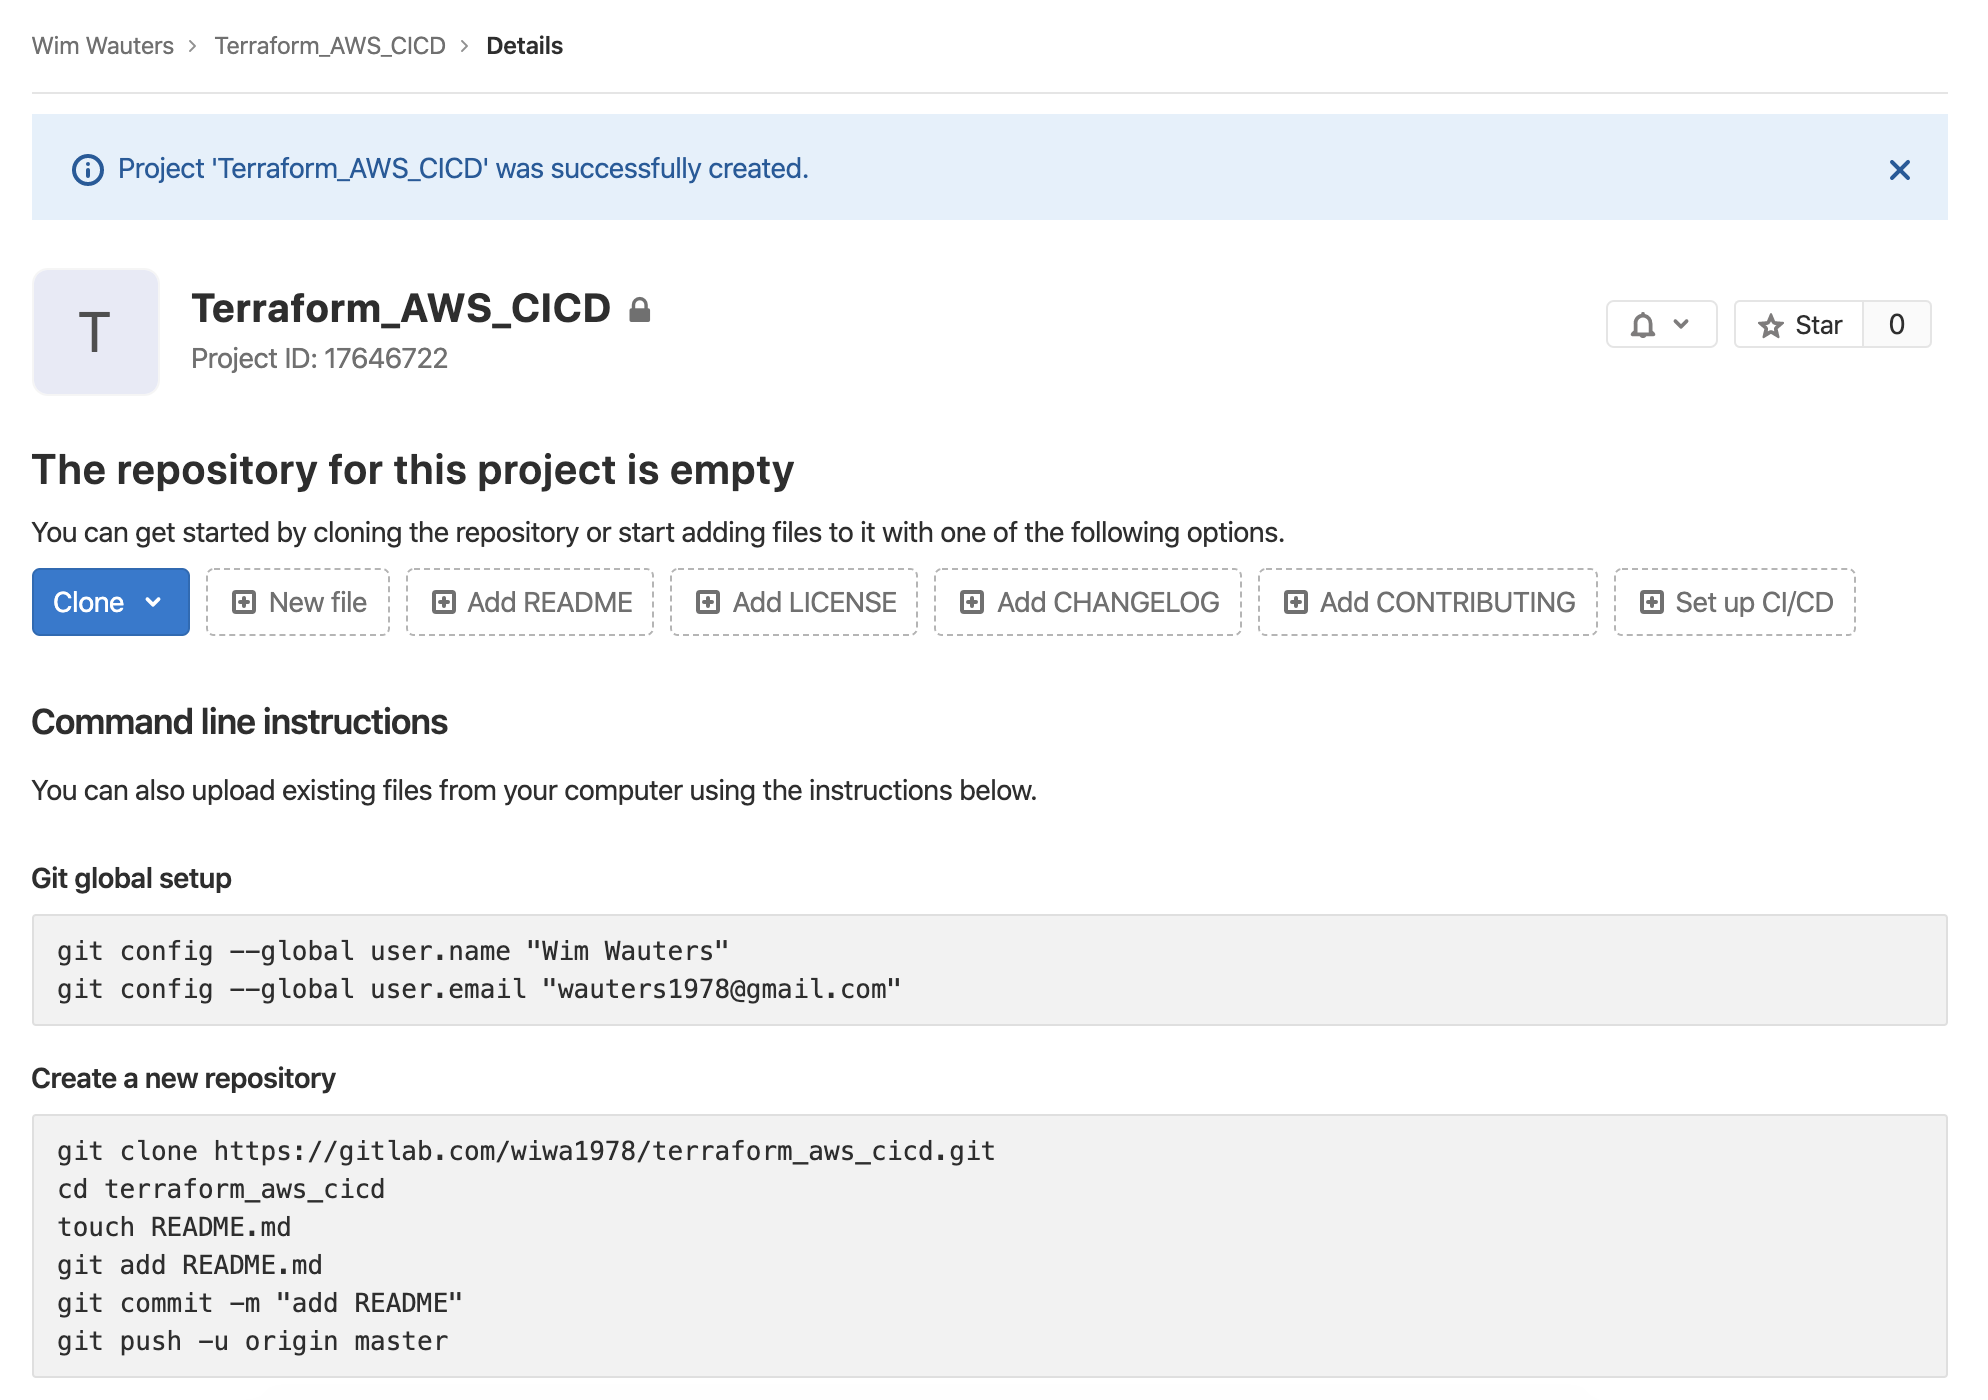 Wim Wauters > Terraform_AWS_CICD > Details
Project 'Terraform_AWS_CICD' was successfully created.
T
Terraform_AWS_CICD
Project ID: 17646722
Star 0
The repository for this project is empty
You can get started by cloning the repository or start adding files to it with one of the following options.
Clone New file Add README Add LICENSE Add CHANGELOG Add CONTRIBUTING Set up CI/CD
Command line instructions
You can also upload existing files from your computer using the instructions below.
Git global setup
git config --global user.name "Wim Wauters"
git config --global user.email "wauters1978@gmail.com"
Create a new repository
git clone https://gitlab.com/wiwa1978/terraform_aws_cicd.git
cd terraform_aws_cicd
touch README.md
git add README.md
git commit -m "add README"
git push -u origin master